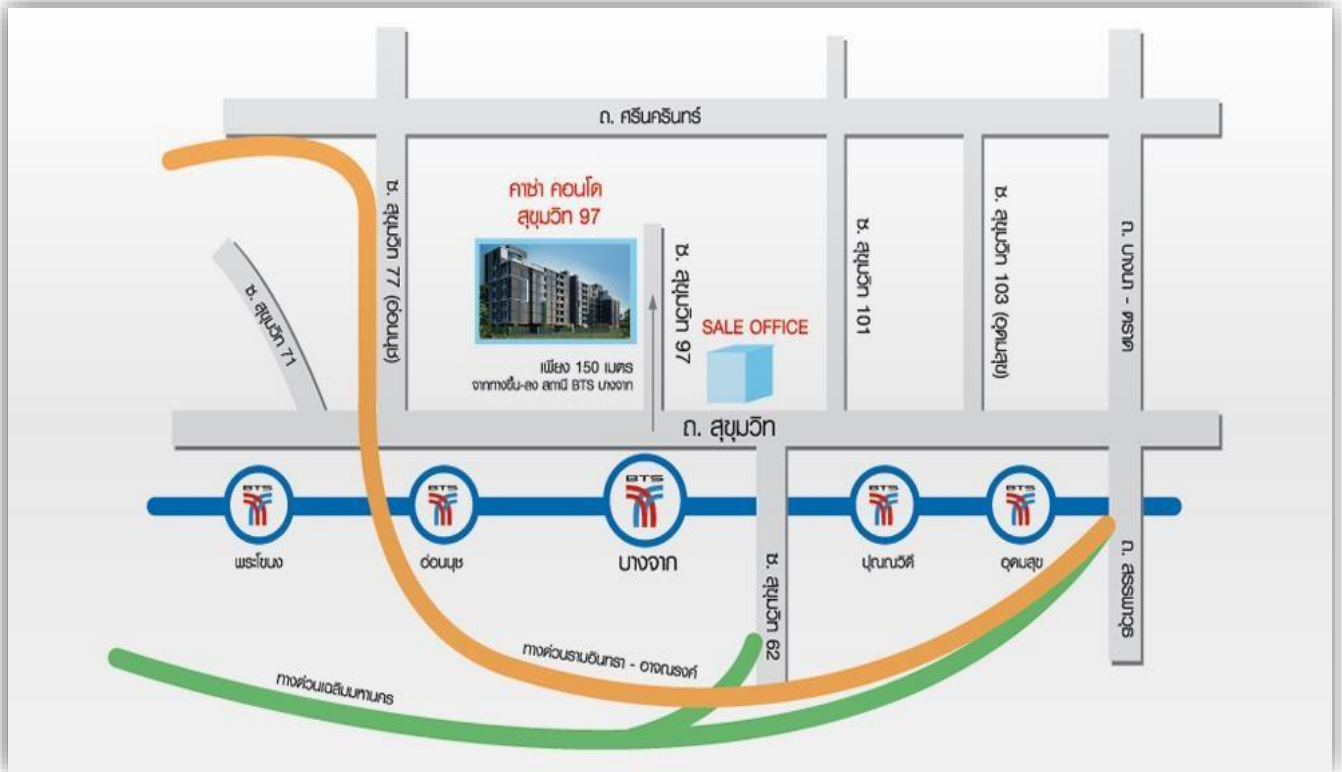 ถ. ศรีนครินทร์
คาซ่า คอนโด
สุขุมวิท 97
ซ. สุขุมวิท 77 (อ่อนนุช)
ซ. สุขุมวิท 71
ซ. สุขุมวิท 97
SALE OFFICE
ซ. สุขุมวิท 101
ซ. สุขุมวิท 103 (อุดมสุข)
ถ. บางนา - ตราด
เพียง 150 เมตร
จากทางขึ้น-ลง สถานี BTS บางจาก
ถ. สุขุมวิท
BTS
BTS
BTS
BTS
BTS
พระโขนง
อ่อนนุช
บางจาก
ปุณณวิถี
อุดมสุข
ซ. สุขุมวิท 62
ถ. สรรพาวุธ
ทางด่วนรามอินทรา - อาจณรงค์
ทางด่วนเฉลิมมหานคร